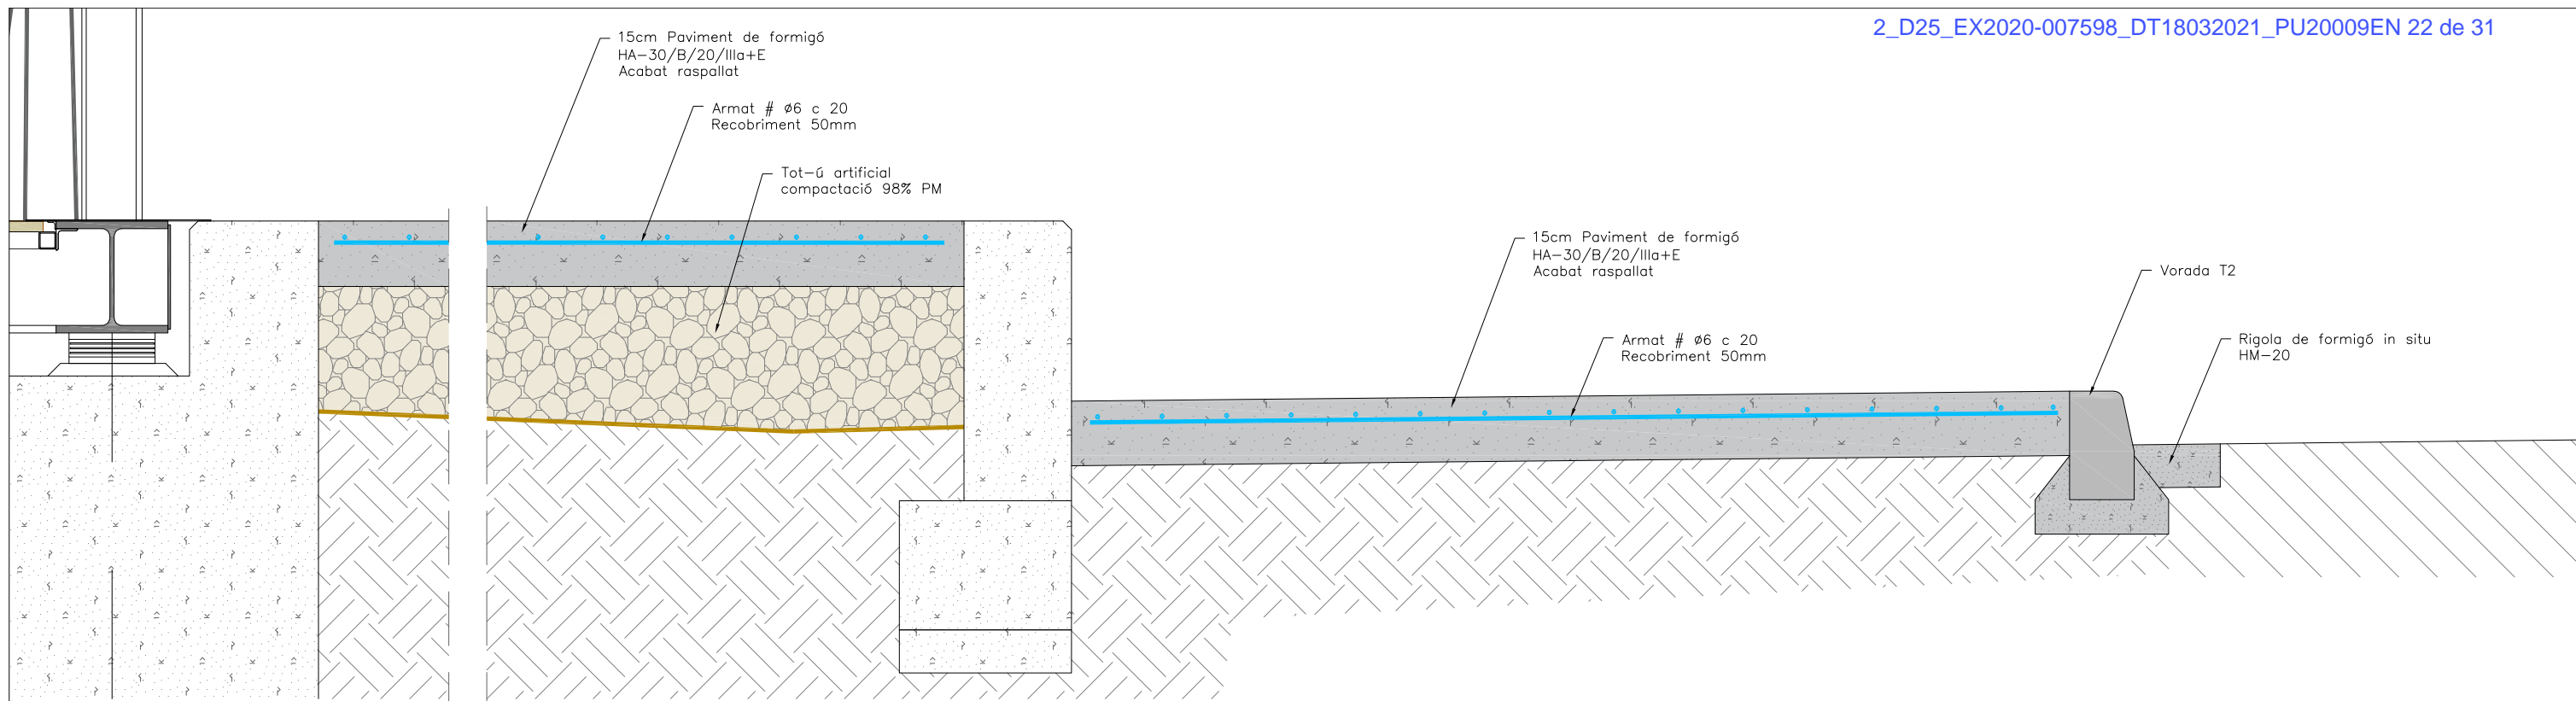 2_D25_EX2020-007598_DT18032021_PU20009EN 22 de 31
15cm Paviment de formigó
HA-30/B/20/IIIa+E
Acabat raspallat
Armat # ø6 c 20
Recobriment 50mm
Tot-ú artificial
compactació 98% PM
15cm Paviment de formigó
HA-30/B/20/IIIa+E
Acabat raspallat
Armat # ø6 c 20
Recobriment 50mm
Vorada T2
Rigola de formigó in situ
HM-20